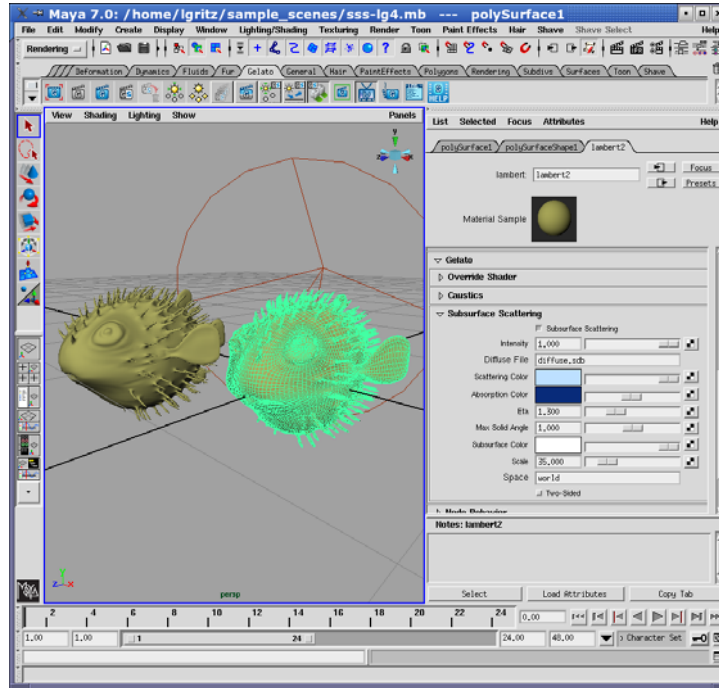 Maya 7.0: /home/lgritz/sample_scenes/sss-lg4.mb --- polySurface1
File Edit Modify Create Display Window Lighting/Shading Texturing Render Toon Paint Effects Hair Shave Shave Select Help
Rendering
Deformation Dynamics Fluids Fur Gelato General Hair PaintEffects Polygons Rendering Subdivs Surfaces Toon Shave
HELP
View Shading Lighting Show Panels
List Selected Focus Attributes Help
polySurface1 polySurfaceShape1 lambert2
lambert: lambert2
Focus
Presets
Material Sample
Gelato
Override Shader
Caustics
Subsurface Scattering
Subsurface Scattering
Intensity 1.000
Diffuse File diffuse.sdb
Scattering Color
Absorption Color
Eta 1.300
Max Solid Angle 1.000
Subsurface Color
Scale 35.000
Space world
Two-Sided
Node Behavior
Notes: lambert2
y
z x
persp
Select Load Attributes Copy Tab
2 4 6 8 10 12 14 16 18 20 22 24 0.00
1.00 1.00 1 24 24.00 48.00 Character Set